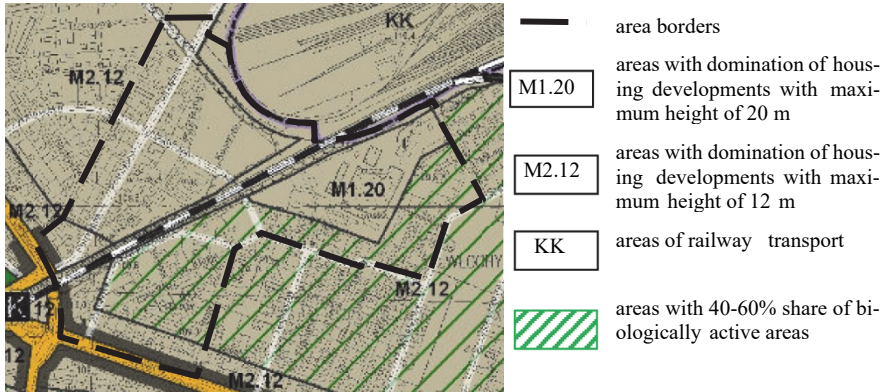 KK
M2.12
M1.20
M2.12
WŁOCHY
M2.12
K
12
12
M2.12
area borders
M1.20
areas with domination of hous-
ing developments with maxi-
mum height of 20 m
M2.12
areas with domination of hous-
ing developments with maxi-
mum height of 12 m
KK
areas of railway transport
areas with 40-60% share of bi-
ologically active areas